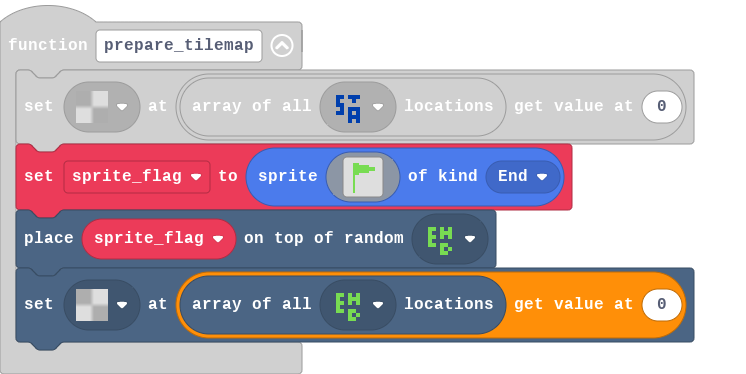 function prepare_tilemap
set at array of all STA locations get value at 0
set sprite_flag to sprite of kind End
place sprite_flag on top of random
set at array of all locations get value at 0